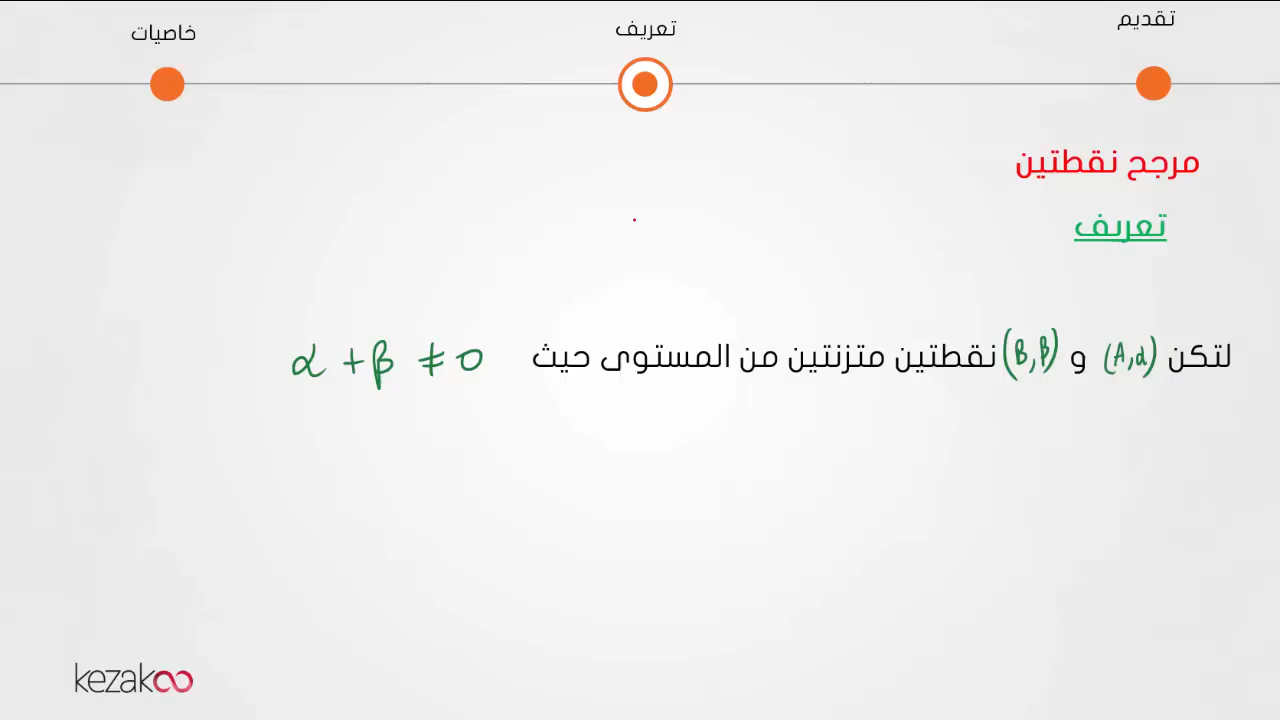 تقديم
تعريف
خاصيات
مرجح نقطتين
تعريف
لتكن (A,α) و (B,β) نقطتين متزنتين من المستوى حيث α + β ≠ 0
kezakoo